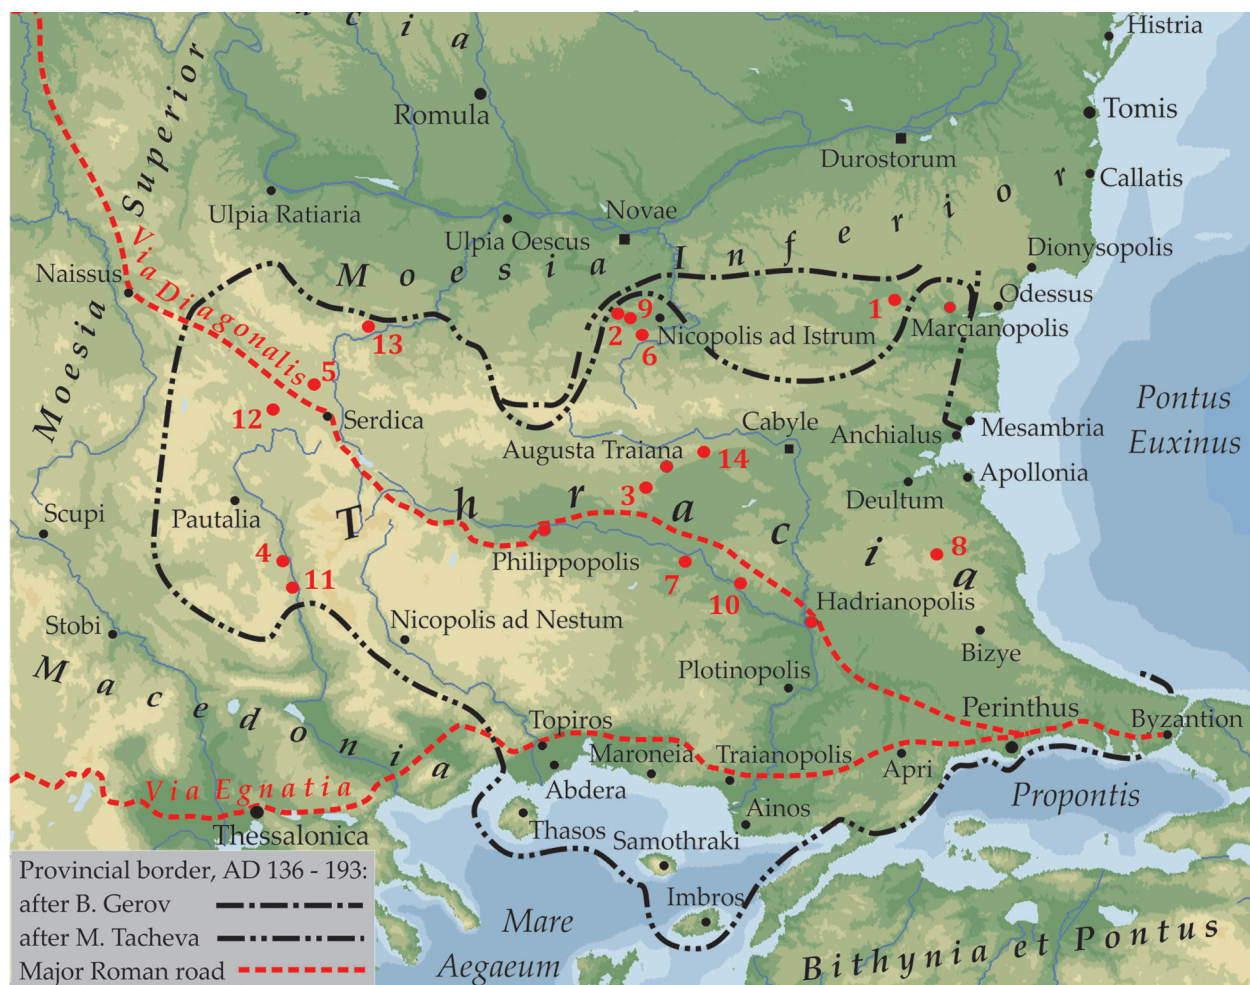 Histria
D a c i a
Romula
Tomis
Durostorum
Moesia Superior
Callatis
Ulpia Ratiaria
Novae
Ulpia Oescus
Moesia Inferior
Dionysopolis
Naissus
Via Diagonalis
Odessus
1
Marcianopolis
2
9
Nicopolis ad Istrum
6
13
5
12
Serdica
Pontus
Euxinus
Cabyle
Mesambria
Anchialus
Augusta Traiana
14
Apollonia
Deultum
3
Pautalia
Scupi
T h r a c i a
Philippopolis
4
8
7
11
10
Hadrianopolis
Stobi
Nicopolis ad Nestum
Bizye
Plotinopolis
Macedonia
Perinthus
Byzantion
Topiros
Maroneia
Traianopolis
Apri
Via Egnatia
Abdera
Propontis
Ainos
Thessalonica
Thasos
Samothraki
Imbros
Mare
Aegaeum
Bithynia et Pontus
Provincial border, AD 136 - 193:
after B. Gerov
after M. Tacheva
Major Roman road